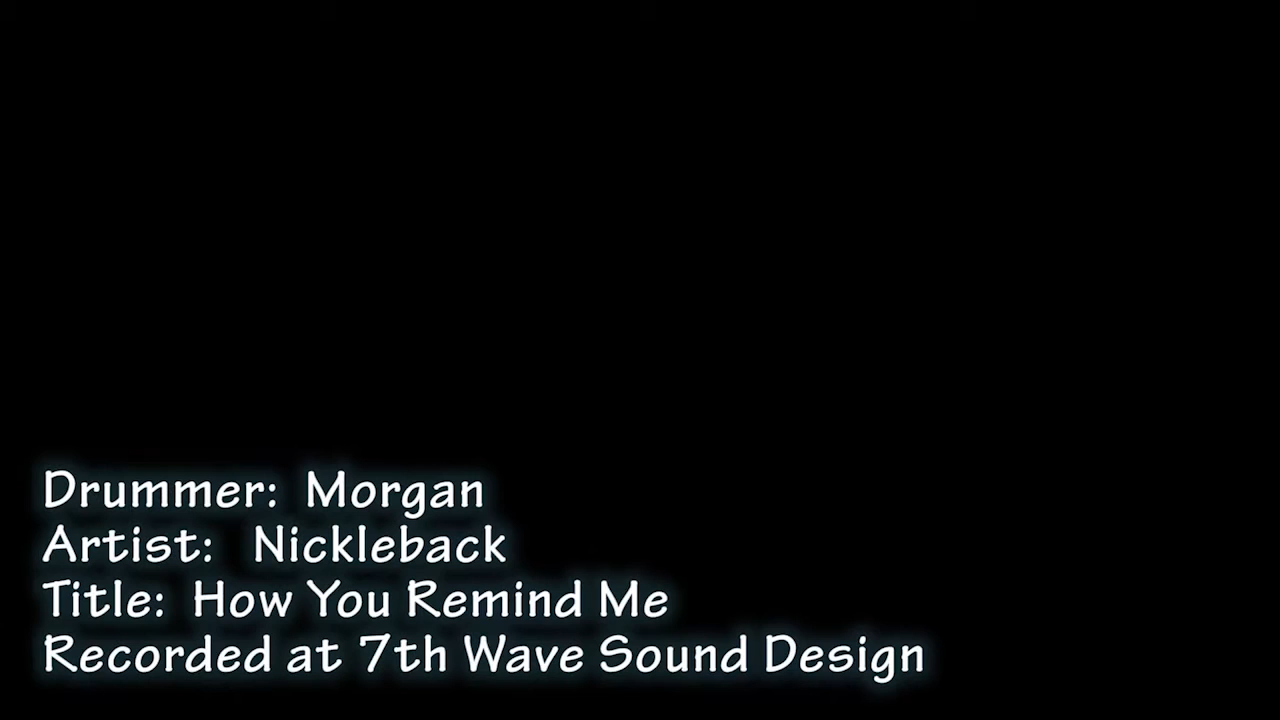 Drummer: Morgan
Artist: Nickleback
Title: How You Remind Me
Recorded at 7th Wave Sound Design